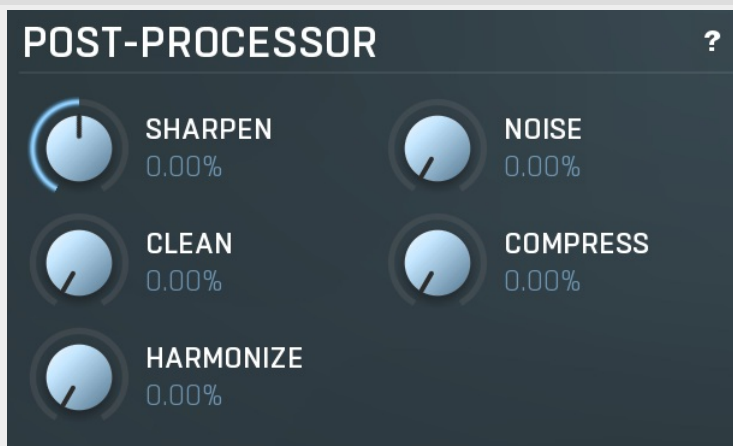 POST-PROCESSOR ?
SHARPEN
0.00%
NOISE
0.00%
CLEAN
0.00%
COMPRESS
0.00%
HARMONIZE
0.00%